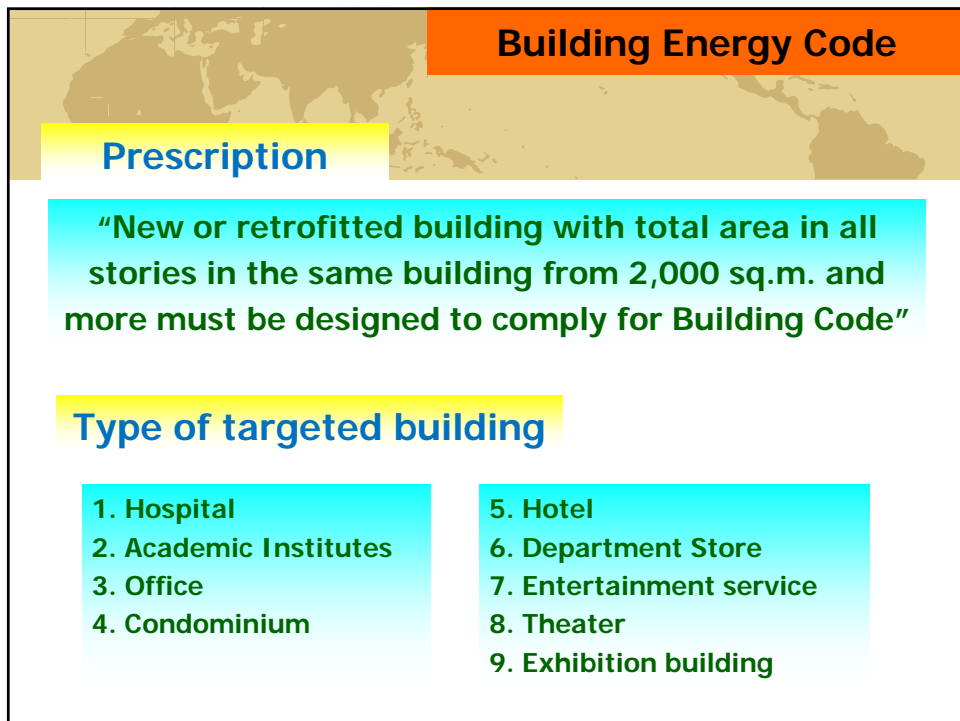 Building Energy Code
Prescription
“New or retrofitted building with total area in all
stories in the same building from 2,000 sq.m. and
more must be designed to comply for Building Code”
Type of targeted building
1. Hospital
2. Academic Institutes
3. Office
4. Condominium
5. Hotel
6. Department Store
7. Entertainment service
8. Theater
9. Exhibition building